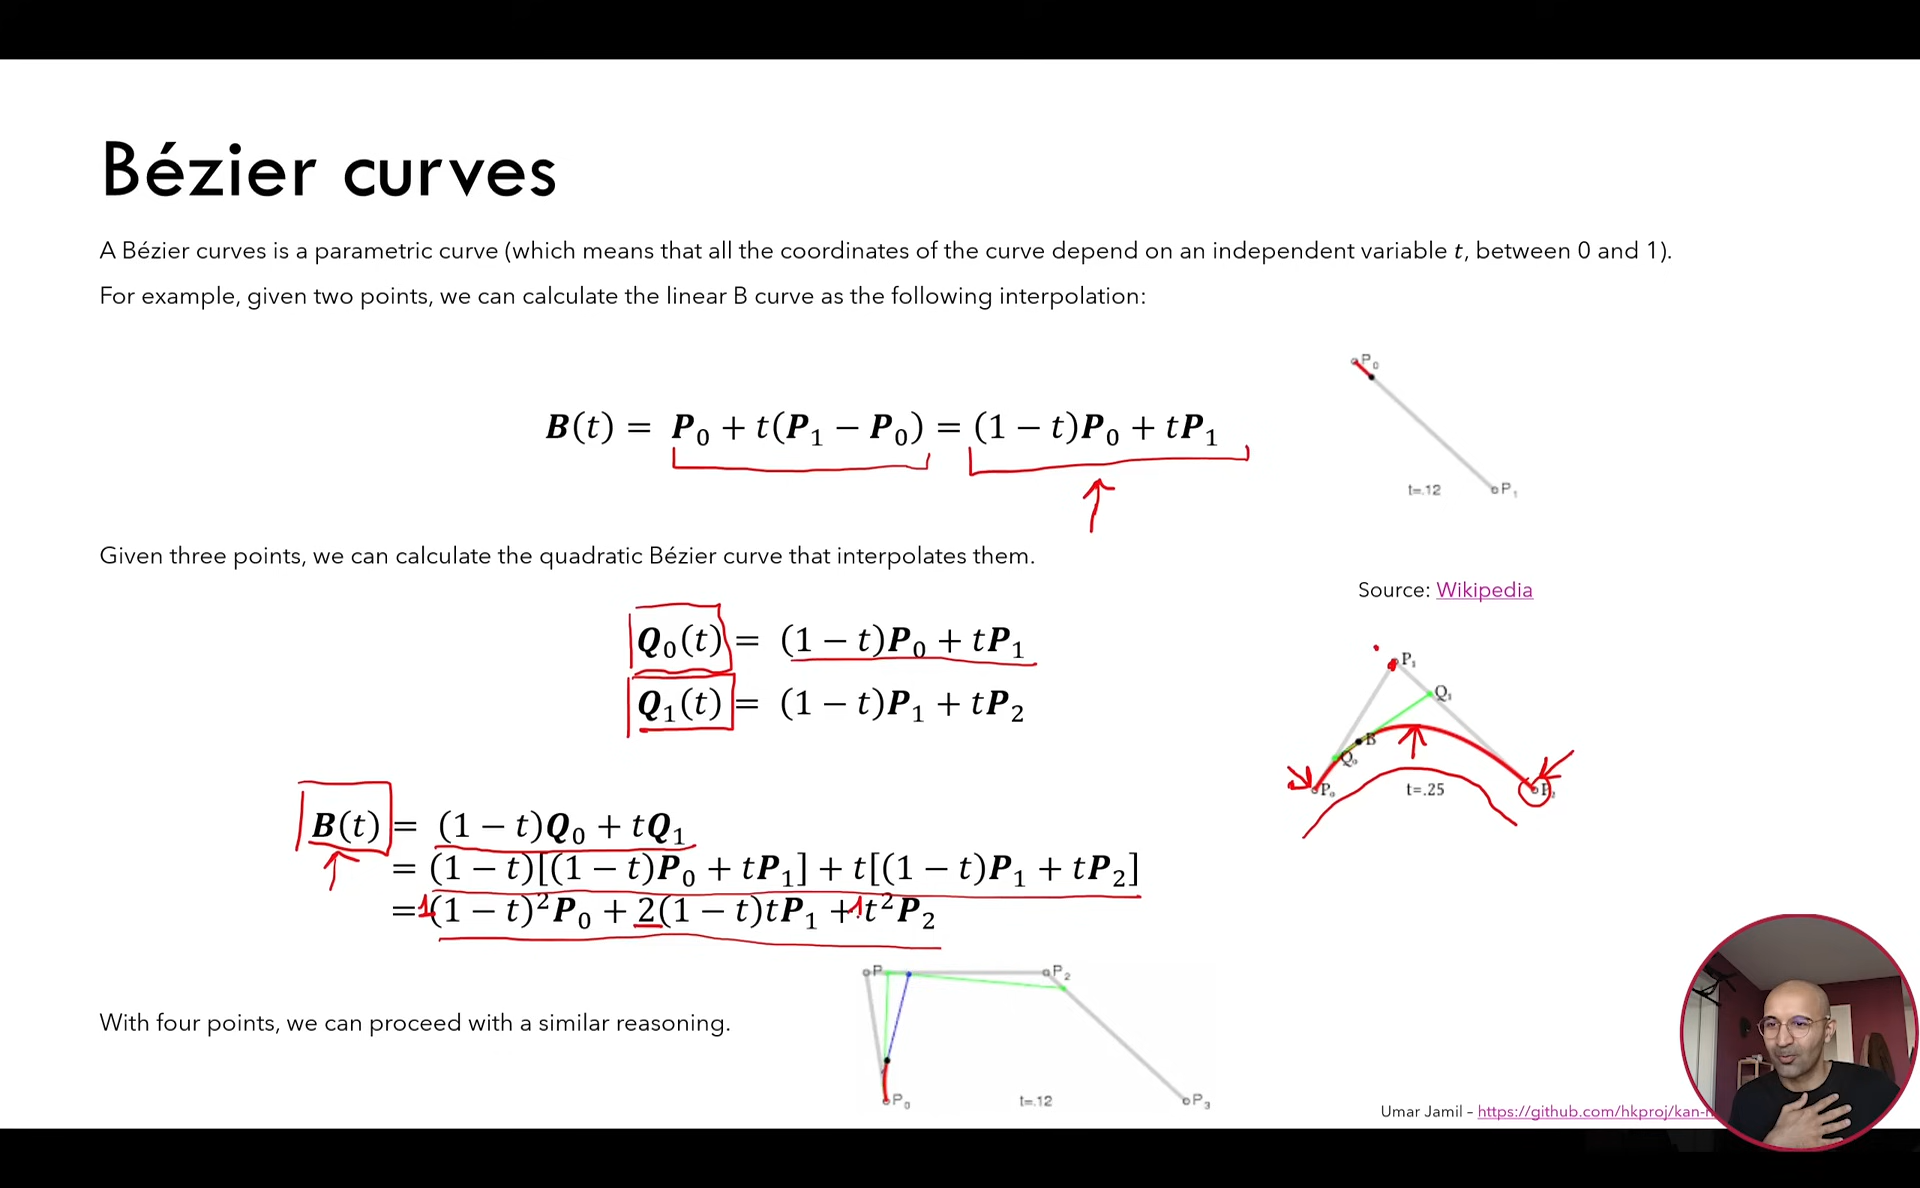 Bézier curves
A Bézier curves is a parametric curve (which means that all the coordinates of the curve depend on an independent variable t, between 0 and 1).
For example, given two points, we can calculate the linear B curve as the following interpolation:
P₀
B(t) = P₀ + t(P₁ − P₀) = (1 − t)P₀ + tP₁
t=.12 P₁
Given three points, we can calculate the quadratic Bézier curve that interpolates them.
Source: Wikipedia
Q₀(t) = (1 − t)P₀ + tP₁
P₁
Q₁(t) = (1 − t)P₁ + tP₂
Q₁
B
Q₀
P₀ t=.25 P₂
B(t) = (1 − t)Q₀ + tQ₁
= (1 − t)[(1 − t)P₀ + tP₁] + t[(1 − t)P₁ + tP₂]
= 1(1 − t)²P₀ + 2(1 − t)tP₁ + 1t²P₂
P P₂
With four points, we can proceed with a similar reasoning.
P₀ t=.12 P₃
Umar Jamil – https://github.com/hkproj/kan-